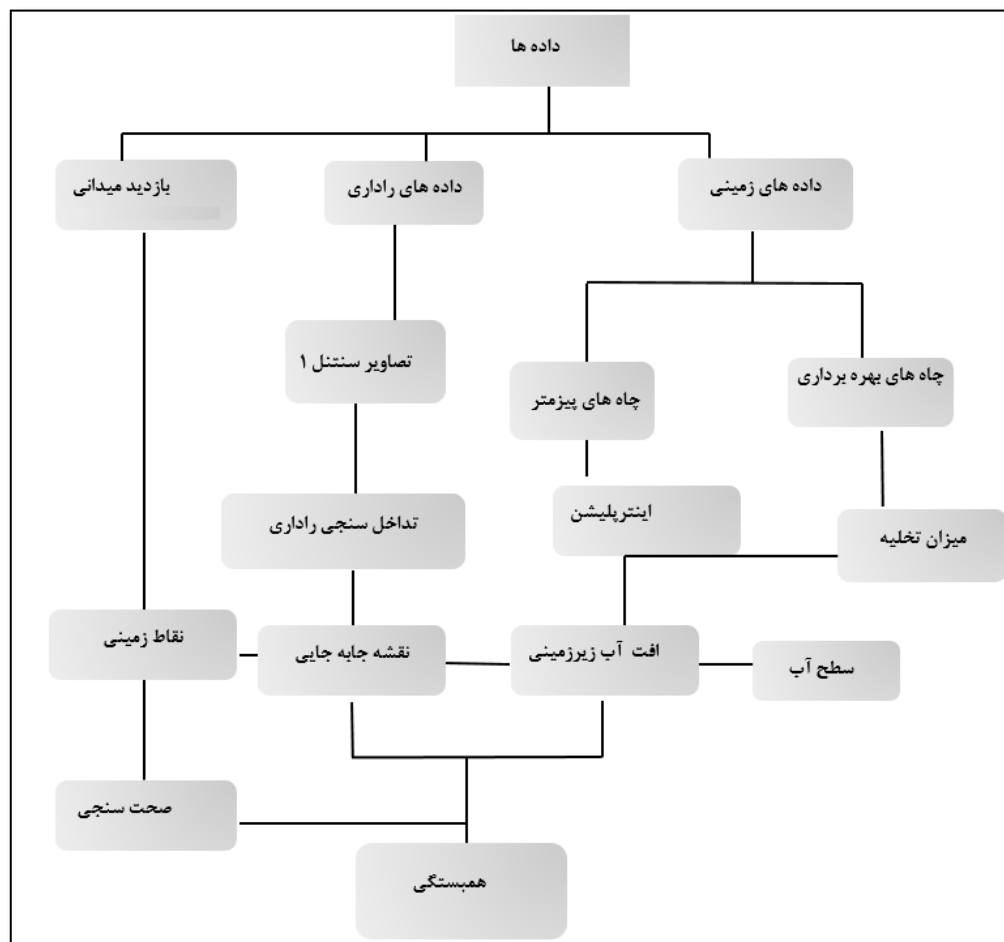 داده ها
داده های زمینی
داده های راداری
بازدید میدانی
تصاویر سنتنل ۱
چاه های بهره برداری
چاه های پیزمتر
تداخل سنجی راداری
اینترپلیشن
میزان تخلیه
سطح آب
افت آب زیرزمینی
نقشه جابه جایی
نقاط زمینی
صحت سنجی
همبستگی